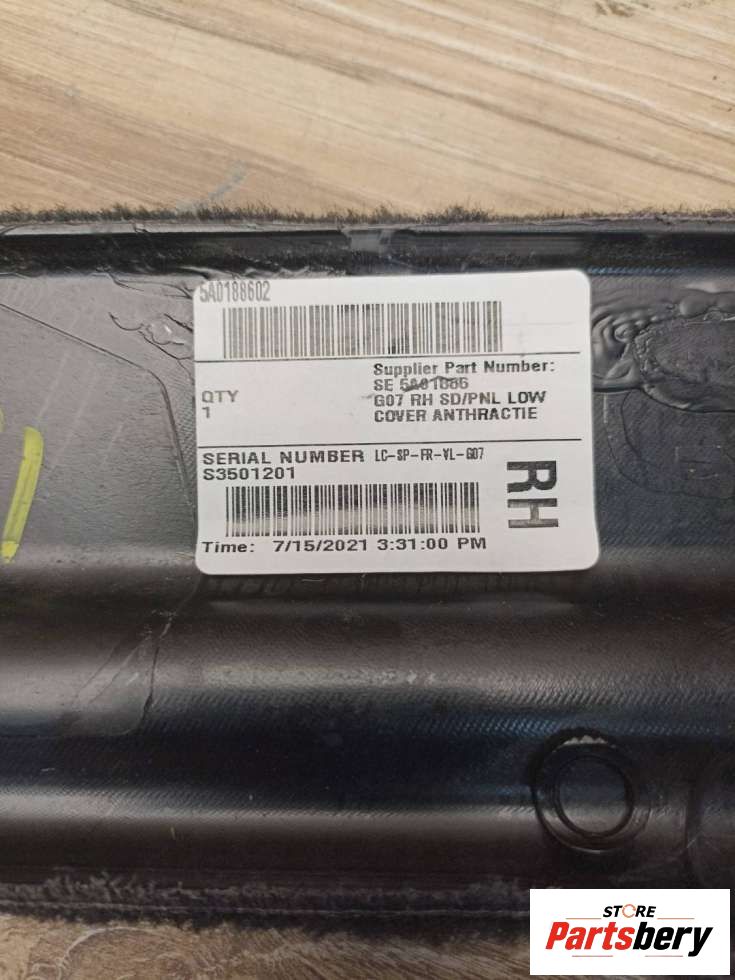 5A0188602
Supplier Part Number:
SE 5A01886
QTY
1
G07 RH SD/PNL LOW
COVER ANTHRACTIE
SERIAL NUMBER LC-SP-FR-VL-G07
S3501201
RH
Time: 7/15/2021 3:31:00 PM
STORE
Partsbery